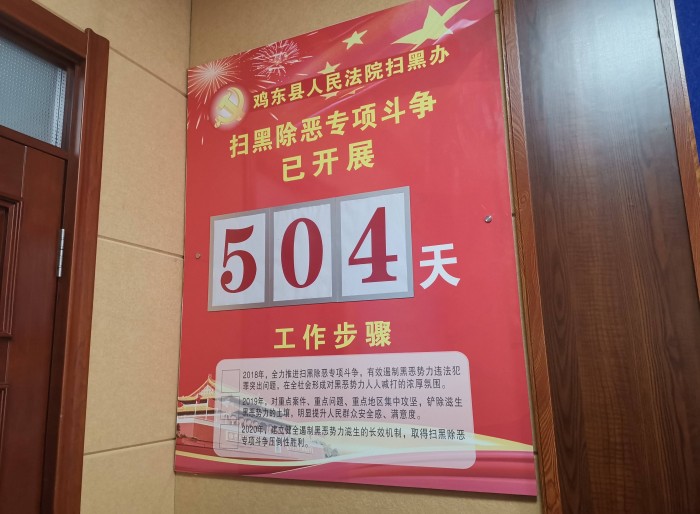 鸡东县人民法院扫黑办
扫黑除恶专项斗争
已开展
504天
工作步骤
2018年，全力推进扫黑除恶专项斗争，有效遏制黑恶势力违法犯
罪突出问题，在全社会形成对黑恶势力人人喊打的浓厚氛围。
2019年，对重点案件、重点问题、重点地区集中攻坚，铲除滋生
黑恶势力的土壤，明显提升人民群众安全感、满意度。
2020年，建立健全遏制黑恶势力滋生的长效机制，取得扫黑除恶
专项斗争压倒性胜利。